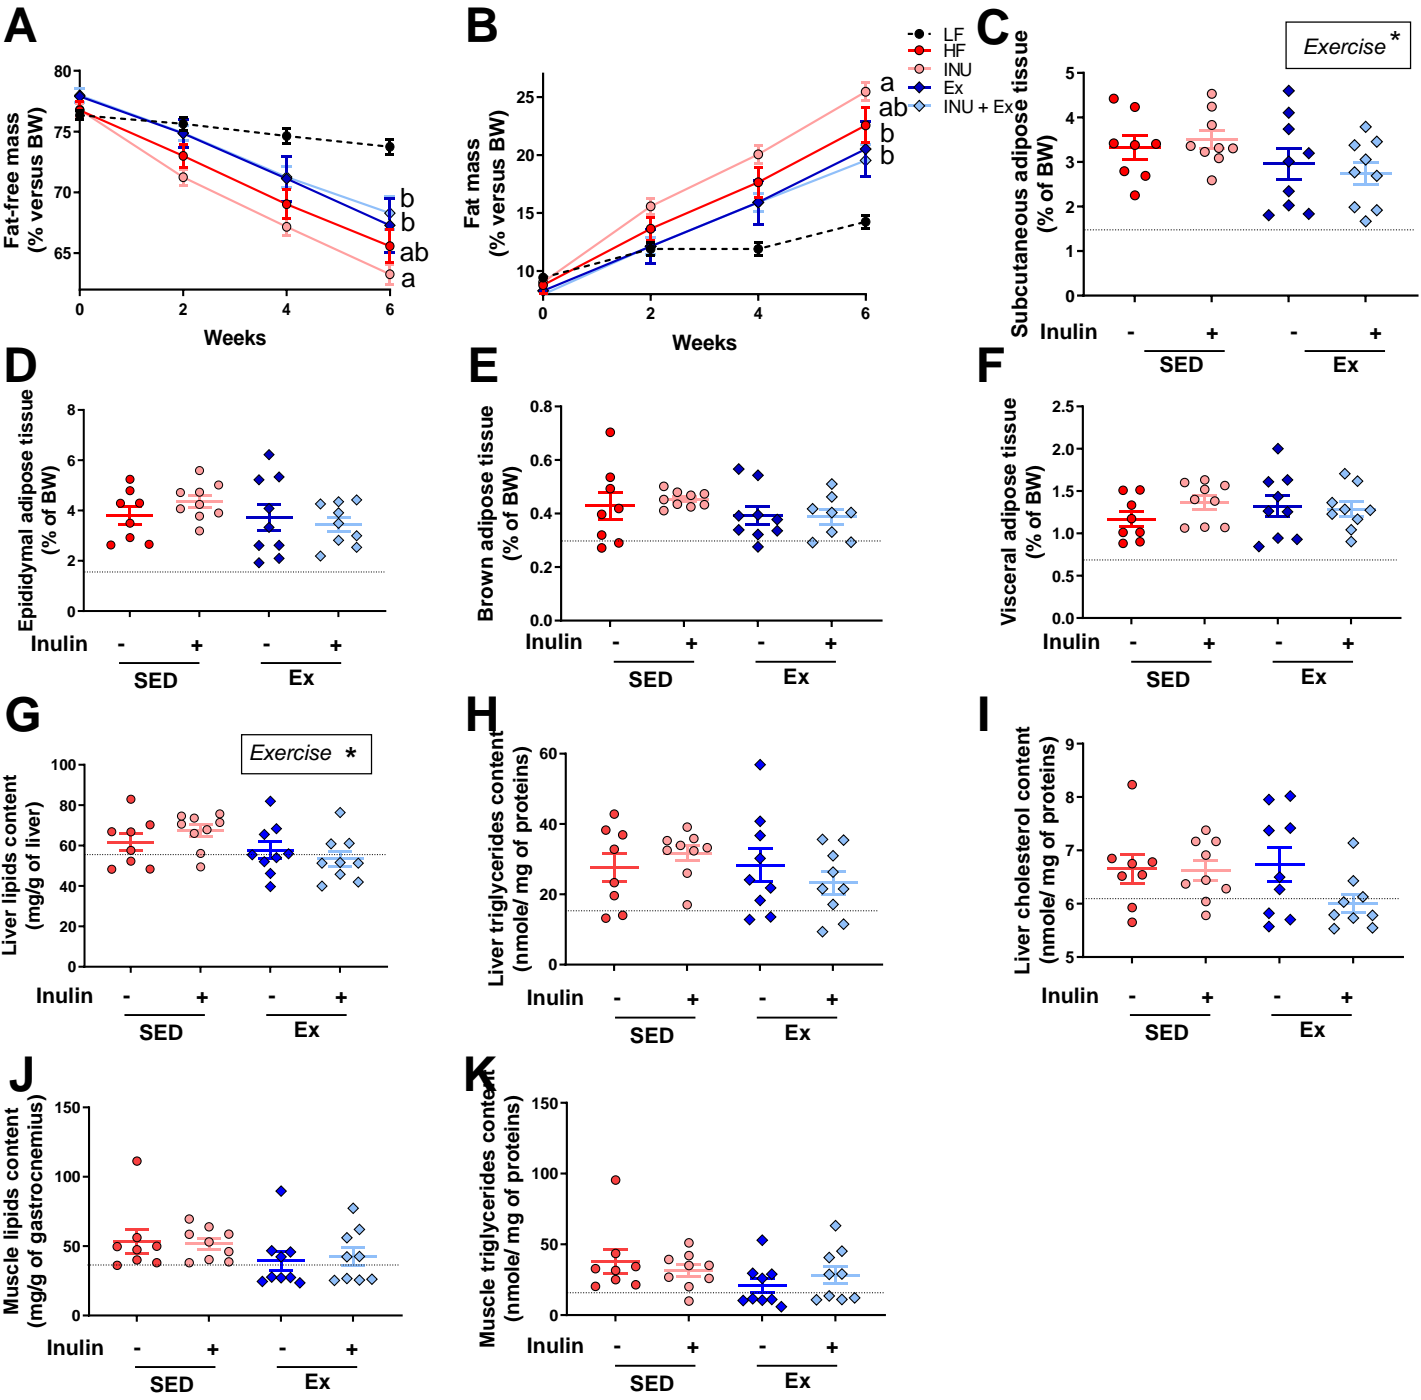 A
Fat-free mass
(% versus BW)
80
75
70
65
0
2
4
6
Weeks
b
b
ab
a
B
Fat mass
(% versus BW)
25
20
15
10
0
2
4
6
Weeks
a
ab
b
b
LF
HF
INU
Ex
INU + Ex
C
Exercise *
Subcutaneous adipose tissue
(% of BW)
5
4
3
2
1
0
Inulin - + - +
SED Ex
D
Epididymal adipose tissue
(% of BW)
8
6
4
2
0
Inulin - + - +
SED Ex
E
Brown adipose tissue
(% of BW)
0.8
0.6
0.4
0.2
0.0
Inulin - + - +
SED Ex
F
Visceral adipose tissue
(% of BW)
2.5
2.0
1.5
1.0
0.5
0.0
Inulin - + - +
SED Ex
G
Exercise *
Liver lipids content
(mg/g of liver)
100
80
60
40
20
0
Inulin - + - +
SED Ex
H
Liver triglycerides content
(nmole/ mg of proteins)
60
40
20
0
Inulin - + - +
SED Ex
I
Liver cholesterol content
(nmole/ mg of proteins)
9
8
7
6
5
Inulin - + - +
SED Ex
J
Muscle lipids content
(mg/g of gastrocnemius)
150
100
50
0
Inulin - + - +
SED Ex
K
Muscle triglycerides content
(nmole/ mg of proteins)
150
100
50
0
Inulin - + - +
SED Ex